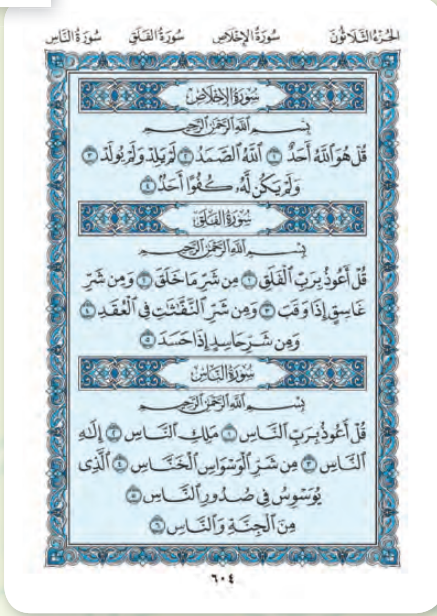 الجُزْءُ الثَّلَاثُونَ سُورَةُ الإِخْلَاصِ سُورَةُ الفَلَقِ سُورَةُ النَّاسِ
سُورَةُ الإِخْلَاصِ
بِسْمِ ٱللَّهِ ٱلرَّحْمَٰنِ ٱلرَّحِيمِ
قُلْ هُوَ ٱللَّهُ أَحَدٌ ١ ٱللَّهُ ٱلصَّمَدُ ٢ لَمْ يَلِدْ وَلَمْ يُولَدْ ٣
وَلَمْ يَكُن لَّهُۥ كُفُوًا أَحَدٌۢ ٤
سُورَةُ الفَلَقِ
بِسْمِ ٱللَّهِ ٱلرَّحْمَٰنِ ٱلرَّحِيمِ
قُلْ أَعُوذُ بِرَبِّ ٱلْفَلَقِ ١ مِن شَرِّ مَا خَلَقَ ٢ وَمِن شَرِّ
غَاسِقٍ إِذَا وَقَبَ ٣ وَمِن شَرِّ ٱلنَّفَّٰثَٰتِ فِى ٱلْعُقَدِ ٤
وَمِن شَرِّ حَاسِدٍ إِذَا حَسَدَ ٥
سُورَةُ النَّاسِ
بِسْمِ ٱللَّهِ ٱلرَّحْمَٰنِ ٱلرَّحِيمِ
قُلْ أَعُوذُ بِرَبِّ ٱلنَّاسِ ١ مَلِكِ ٱلنَّاسِ ٢ إِلَٰهِ
ٱلنَّاسِ ٣ مِن شَرِّ ٱلْوَسْوَاسِ ٱلْخَنَّاسِ ٤ ٱلَّذِى
يُوَسْوِسُ فِى صُدُورِ ٱلنَّاسِ ٥
مِنَ ٱلْجِنَّةِ وَٱلنَّاسِ ٦
٦٠٤